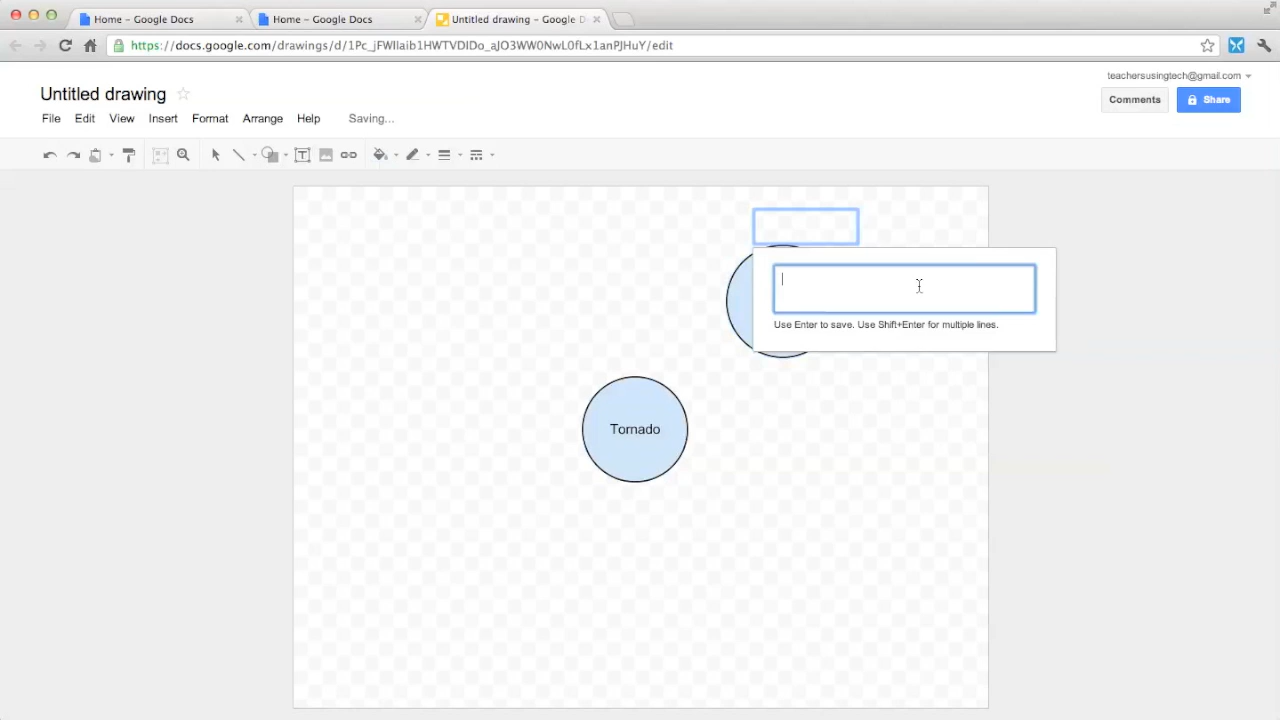 Home – Google Docs
Home – Google Docs
Untitled drawing – Google D
https://docs.google.com/drawings/d/1Pc_jFWIlaib1HWTVDIDo_aJO3WW0NwL0fLx1anPJHuY/edit
teachersusingtech@gmail.com
Untitled drawing
Comments
Share
File Edit View Insert Format Arrange Help Saving...
Use Enter to save. Use Shift+Enter for multiple lines.
Tornado